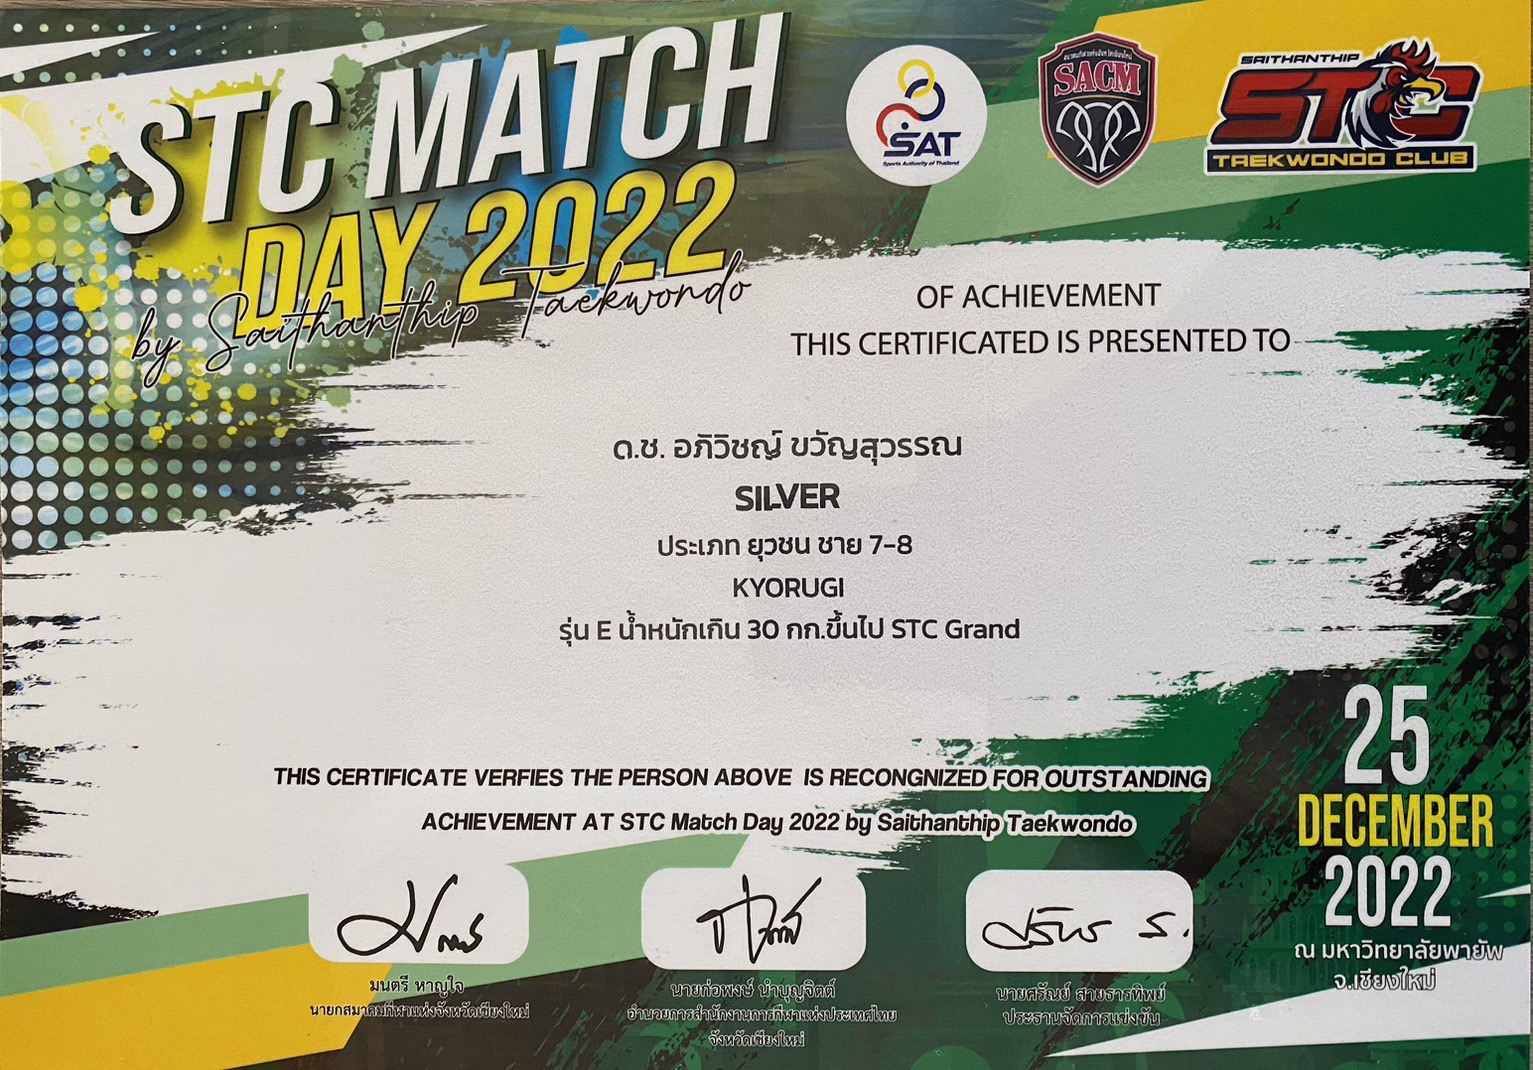 STC MATCH
DAY 2022
by Saithanthip Taekwondo
SAT
Sports Authority of Thailand
SACM
SAITHANTHIP
STC
TAEKWONDO CLUB
OF ACHIEVEMENT
THIS CERTIFICATED IS PRESENTED TO
ด.ช. อภิวิชญ์ ขวัญสุวรรณ
SILVER
ประเภท ยุวชน ชาย 7-8
KYORUGI
รุ่น E น้ำหนักเกิน 30 กก.ขึ้นไป STC Grand
THIS CERTIFICATE VERFIES THE PERSON ABOVE IS RECONGNIZED FOR OUTSTANDING
ACHIEVEMENT AT STC Match Day 2022 by Saithanthip Taekwondo
25
DECEMBER
2022
ณ มหาวิทยาลัยพายัพ
จ.เชียงใหม่
มนตรี หาญใจ
นายกสมาคมกีฬาแห่งจังหวัดเชียงใหม่
นายก่อพงษ์ นำบุญจิตต์
อำนวยการสำนักงานการกีฬาแห่งประเทศไทย
จังหวัดเชียงใหม่
นายศรัณย์ สายธารทิพย์
ประธานจัดการแข่งขัน